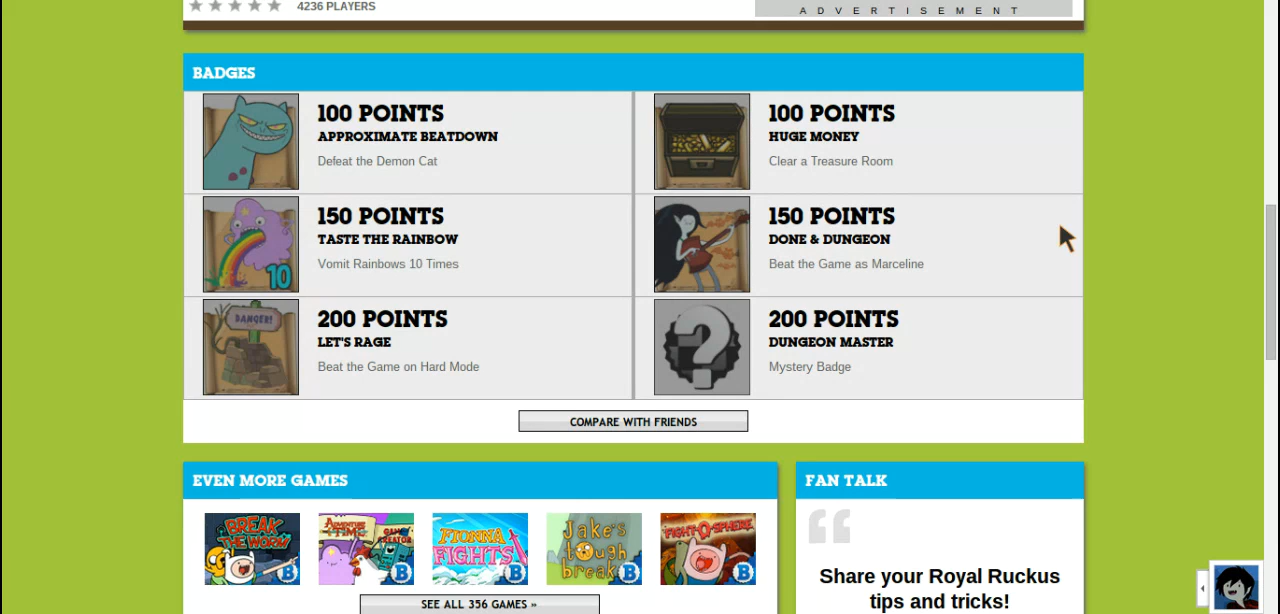 4236 PLAYERS
ADVERTISEMENT
BADGES
100 POINTS
APPROXIMATE BEATDOWN
Defeat the Demon Cat
100 POINTS
HUGE MONEY
Clear a Treasure Room
150 POINTS
TASTE THE RAINBOW
Vomit Rainbows 10 Times
10
150 POINTS
DONE & DUNGEON
Beat the Game as Marceline
DANGER!
200 POINTS
LET'S RAGE
Beat the Game on Hard Mode
?
200 POINTS
DUNGEON MASTER
Mystery Badge
COMPARE WITH FRIENDS
EVEN MORE GAMES
BREAK
THE WORM
B
ADVENTURE
TIME
GAME
CREATOR
B
FIONNA
FIGHTS
B
Jake's
tough
break
B
FIGHT-O-SPHERE
B
SEE ALL 356 GAMES »
FAN TALK
“
Share your Royal Ruckus
tips and tricks!